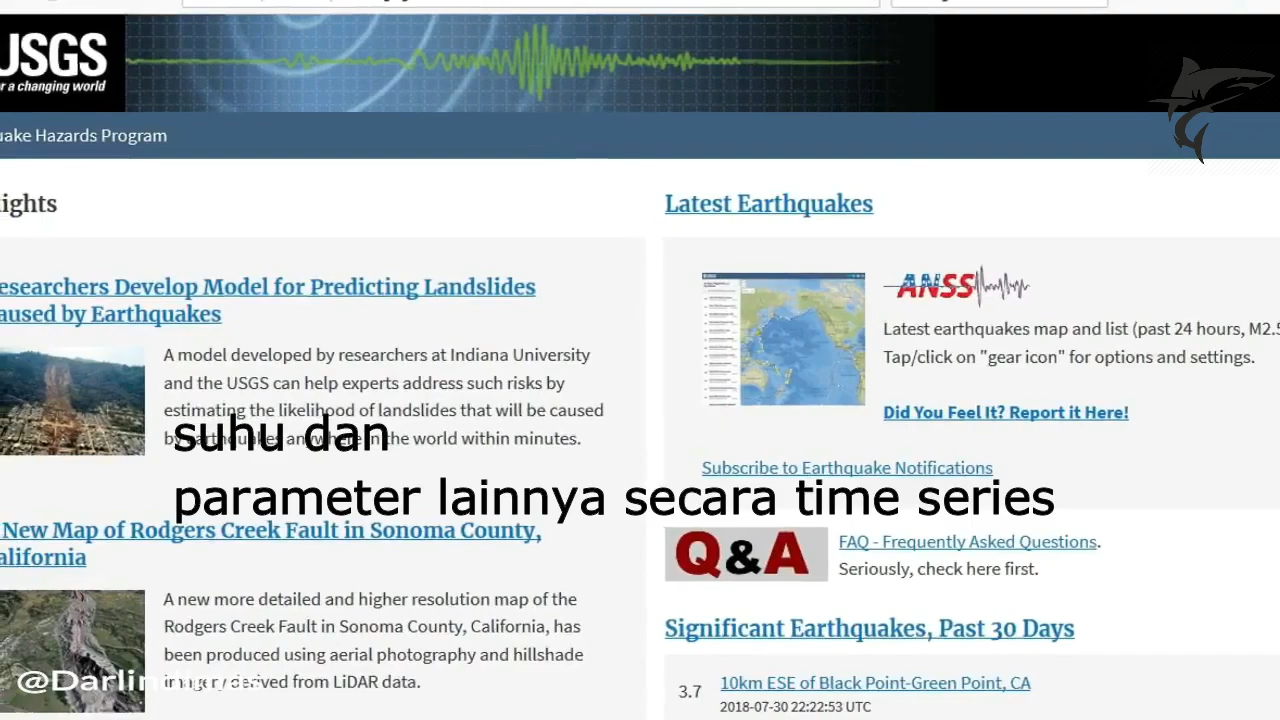 USGS
for a changing world
uake Hazards Program
ights
esearchers Develop Model for Predicting Landslides
aused by Earthquakes
A model developed by researchers at Indiana University
and the USGS can help experts address such risks by
estimating the likelihood of landslides that will be caused
by earthquakes anywhere in the world within minutes.
suhu dan
parameter lainnya secara time series
New Map of Rodgers Creek Fault in Sonoma County,
alifornia
A new more detailed and higher resolution map of the
Rodgers Creek Fault in Sonoma County, California, has
been produced using aerial photography and hillshade
derived from LiDAR data.
Latest Earthquakes
ANSS
Latest earthquakes map and list (past 24 hours, M2.5
Tap/click on "gear icon" for options and settings.
Did You Feel It? Report it Here!
Subscribe to Earthquake Notifications
Q&A
FAQ - Frequently Asked Questions.
Seriously, check here first.
Significant Earthquakes, Past 30 Days
3.7
10km ESE of Black Point-Green Point, CA
2018-07-30 22:22:53 UTC